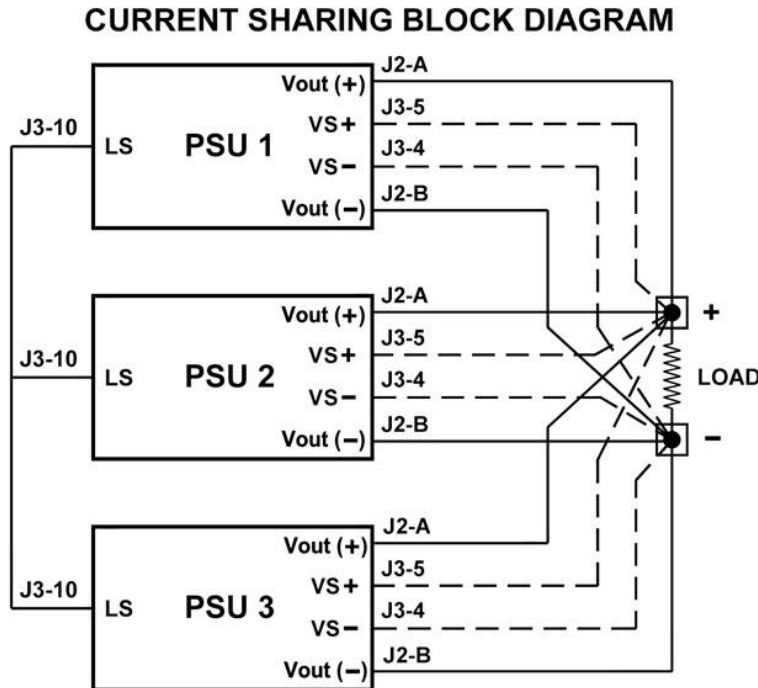 CURRENT SHARING BLOCK DIAGRAM
J2-A
Vout (+)
J3-5
J3-10
VS+
LS
PSU 1
J3-4
VS-
J2-B
Vout (-)
J2-A
Vout (+)
+
J3-5
J3-10
VS+
LS
PSU 2
J3-4
LOAD
VS-
J2-B
Vout (-)
-
J2-A
Vout (+)
J3-5
J3-10
VS+
LS
PSU 3
J3-4
VS-
J2-B
Vout (-)